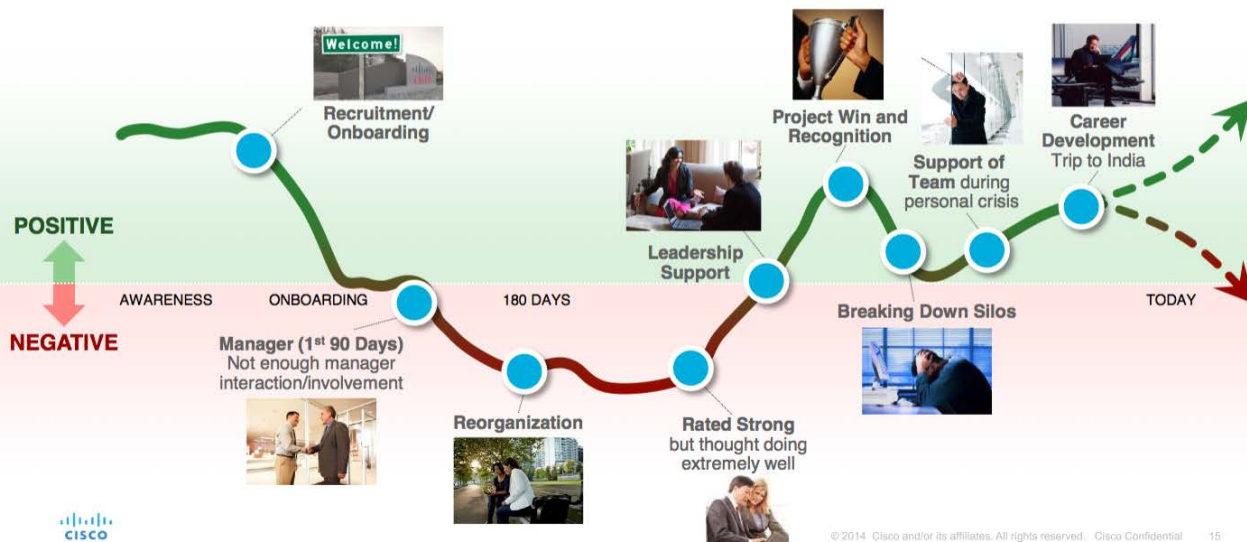 Welcome!
Recruitment/
Onboarding
Project Win and
Recognition
Career
Development
Trip to India
Support of
Team during
personal crisis
POSITIVE
Leadership
Support
AWARENESS
ONBOARDING
180 DAYS
TODAY
NEGATIVE
Manager (1st 90 Days)
Not enough manager
interaction/involvement
Breaking Down Silos
Reorganization
Rated Strong
but thought doing
extremely well
CISCO
© 2014 Cisco and/or its affiliates. All rights reserved. Cisco Confidential 15